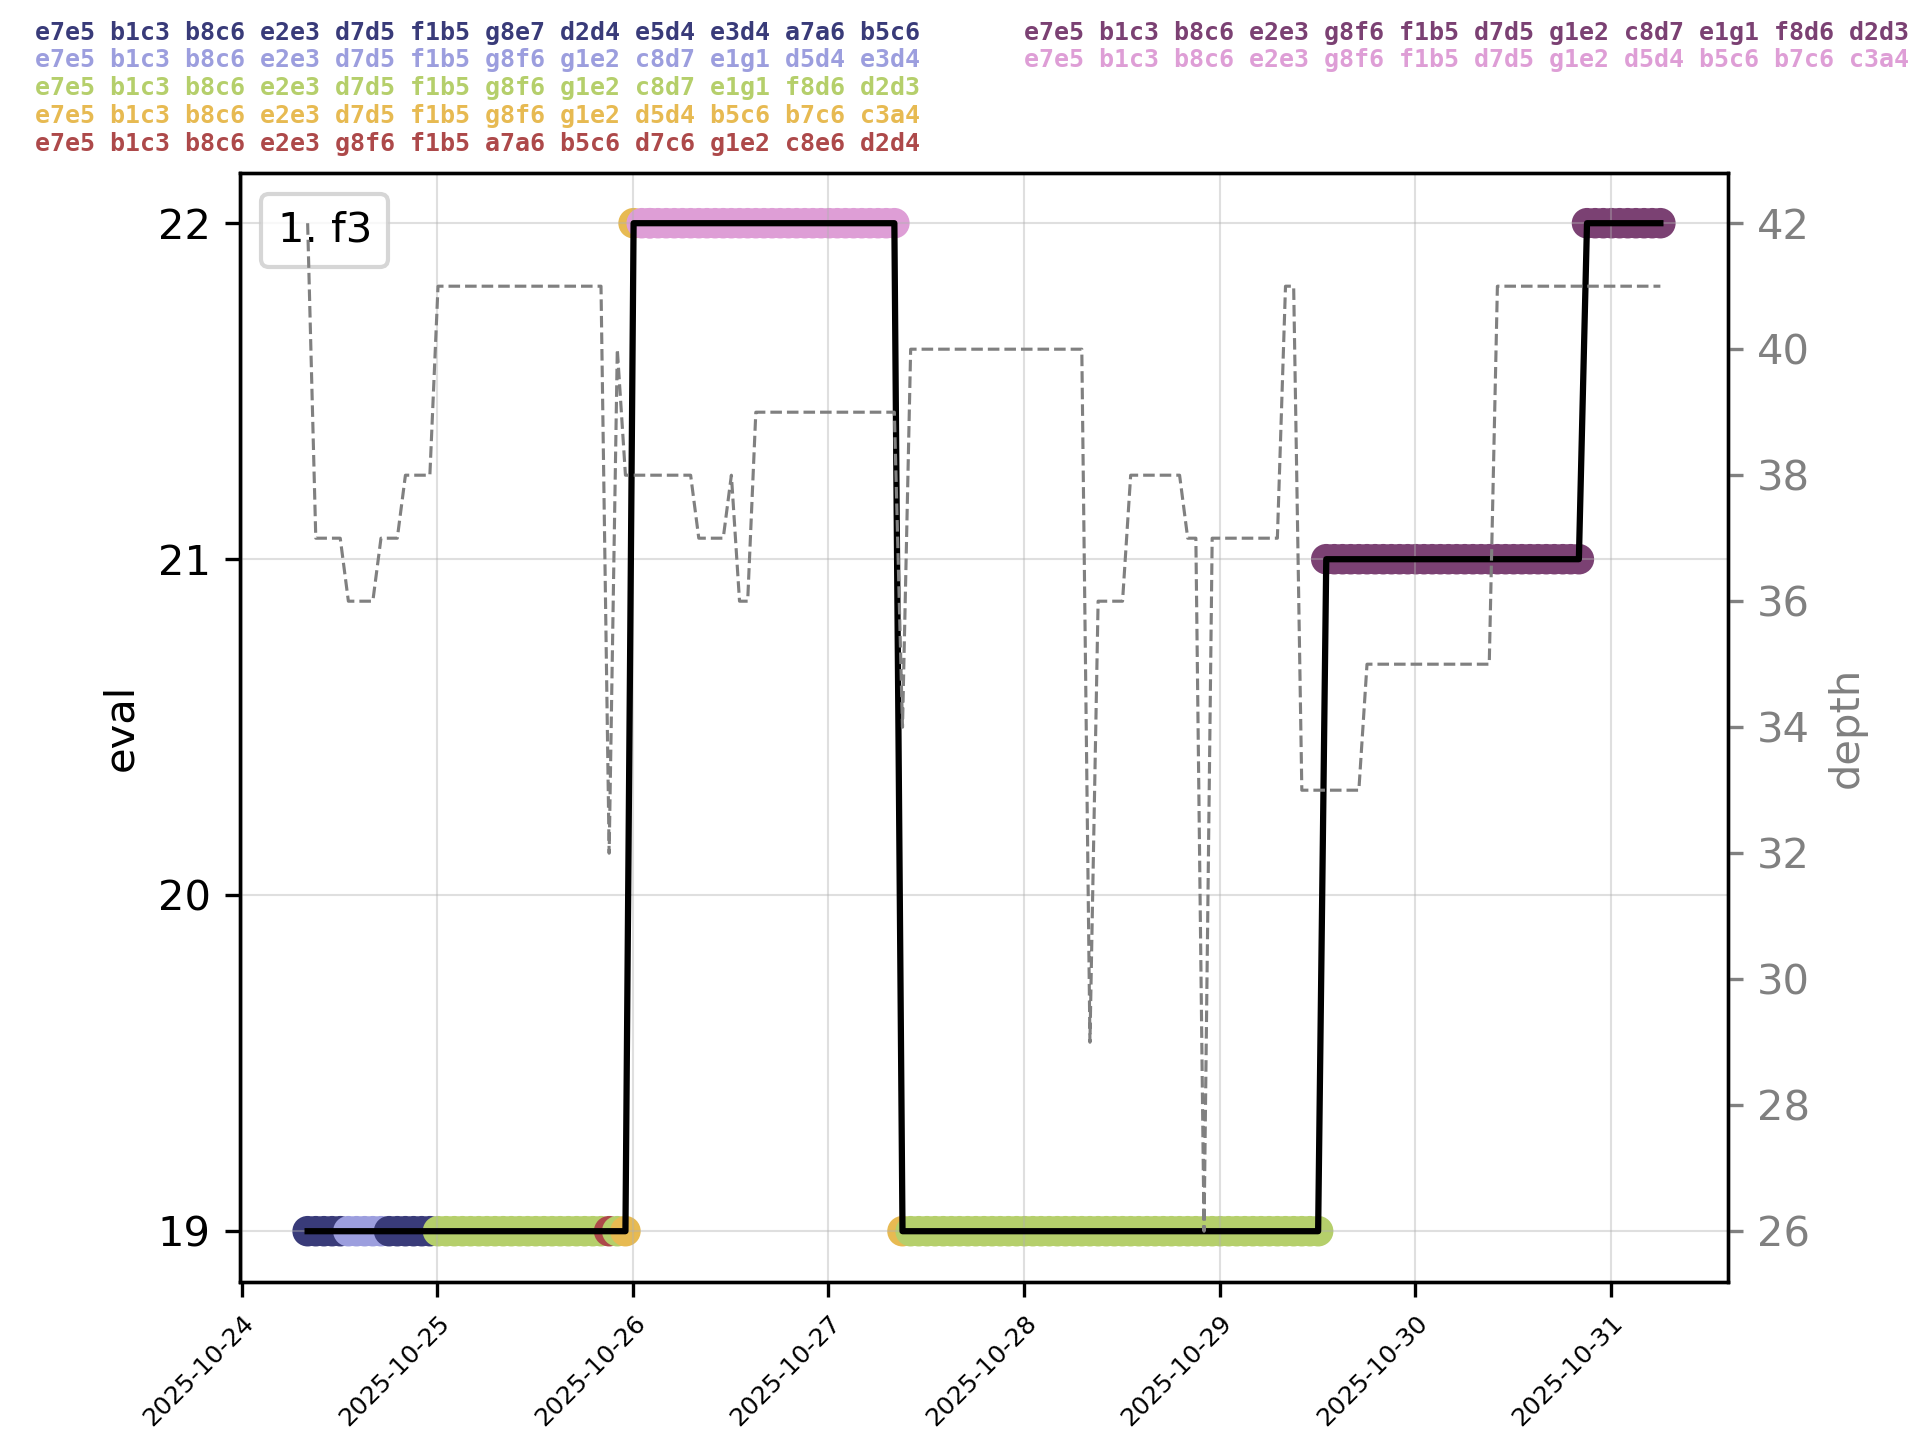 e7e5 b1c3 b8c6 e2e3 d7d5 f1b5 g8e7 d2d4 e5d4 e3d4 a7a6 b5c6
e7e5 b1c3 b8c6 e2e3 d7d5 f1b5 g8f6 g1e2 c8d7 e1g1 d5d4 e3d4
e7e5 b1c3 b8c6 e2e3 d7d5 f1b5 g8f6 g1e2 c8d7 e1g1 f8d6 d2d3
e7e5 b1c3 b8c6 e2e3 d7d5 f1b5 g8f6 g1e2 d5d4 b5c6 b7c6 c3a4
e7e5 b1c3 b8c6 e2e3 g8f6 f1b5 a7a6 b5c6 d7c6 g1e2 c8e6 d2d4
e7e5 b1c3 b8c6 e2e3 g8f6 f1b5 d7d5 g1e2 c8d7 e1g1 f8d6 d2d3
e7e5 b1c3 b8c6 e2e3 g8f6 f1b5 d7d5 g1e2 d5d4 b5c6 b7c6 c3a4
1. f3
eval
22
21
20
19
depth
42
40
38
36
34
32
30
28
26
2025-10-24
2025-10-25
2025-10-26
2025-10-27
2025-10-28
2025-10-29
2025-10-30
2025-10-31